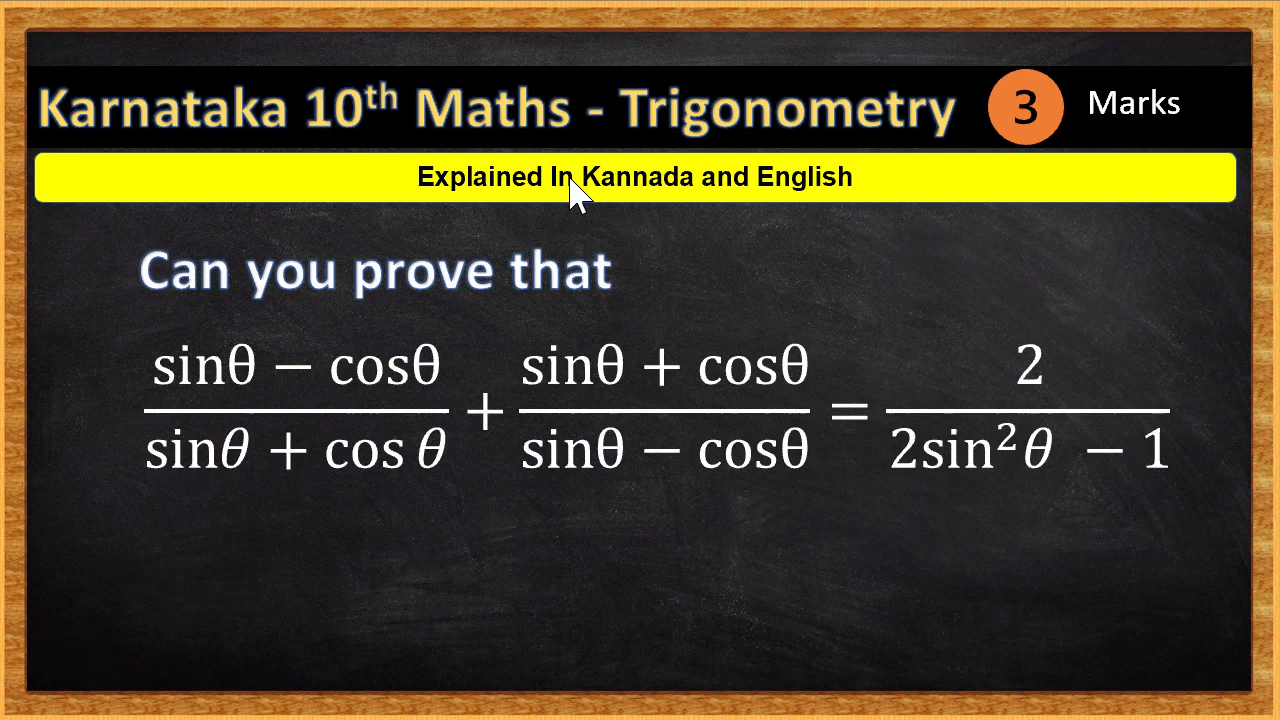 Karnataka 10th Maths - Trigonometry 3 Marks
Explained In Kannada and English
Can you prove that
sinθ − cosθ / sinθ + cos θ + sinθ + cosθ / sinθ − cosθ = 2 / 2sin²θ − 1